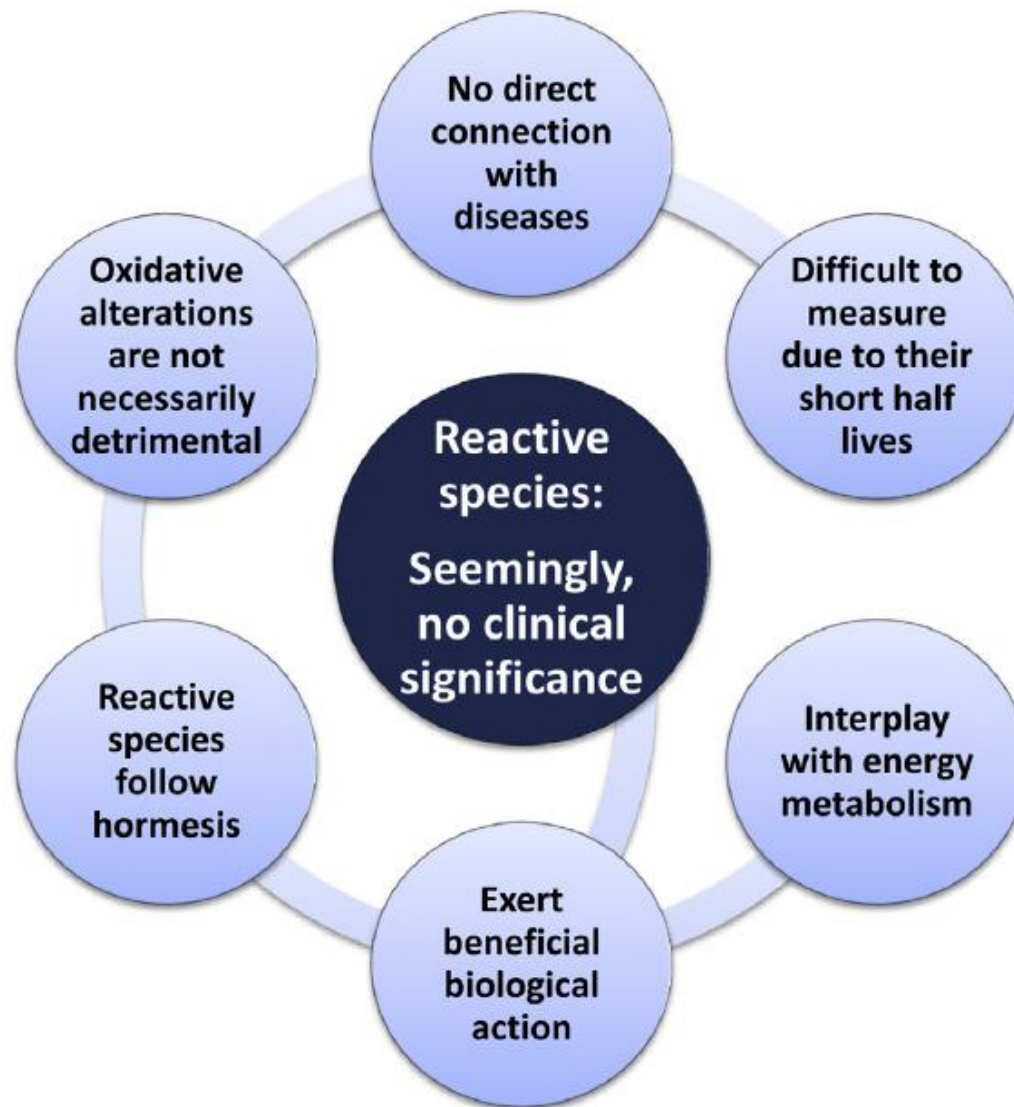 No direct
connection
with
diseases
Difficult to
measure
due to their
short half
lives
Interplay
with energy
metabolism
Exert
beneficial
biological
action
Reactive
species
follow
hormesis
Oxidative
alterations
are not
necessarily
detrimental
Reactive
species:
Seemingly,
no clinical
significance